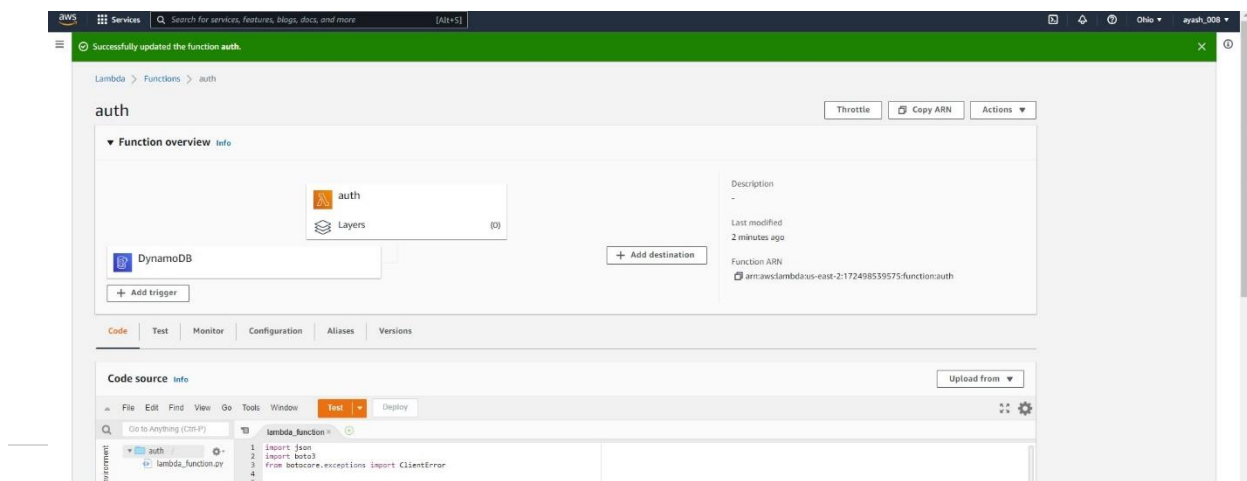 aws Services Search for services, features, blogs, docs, and more [Alt+S] Ohio ayash_008
Successfully updated the function auth.
Lambda > Functions > auth
auth
Throttle Copy ARN Actions
Function overview Info
auth
Layers (0)
DynamoDB
+ Add trigger
+ Add destination
Description
-
Last modified
2 minutes ago
Function ARN
arn:aws:lambda:us-east-2:172498539575:function:auth
Code Test Monitor Configuration Aliases Versions
Code source Info
Upload from
File Edit Find View Go Tools Window Test Deploy
Go to Anything (Ctrl-P) lambda_function ×
auth /
lambda_function.py
1 import json
2 import boto3
3 from botocore.exceptions import ClientError
4